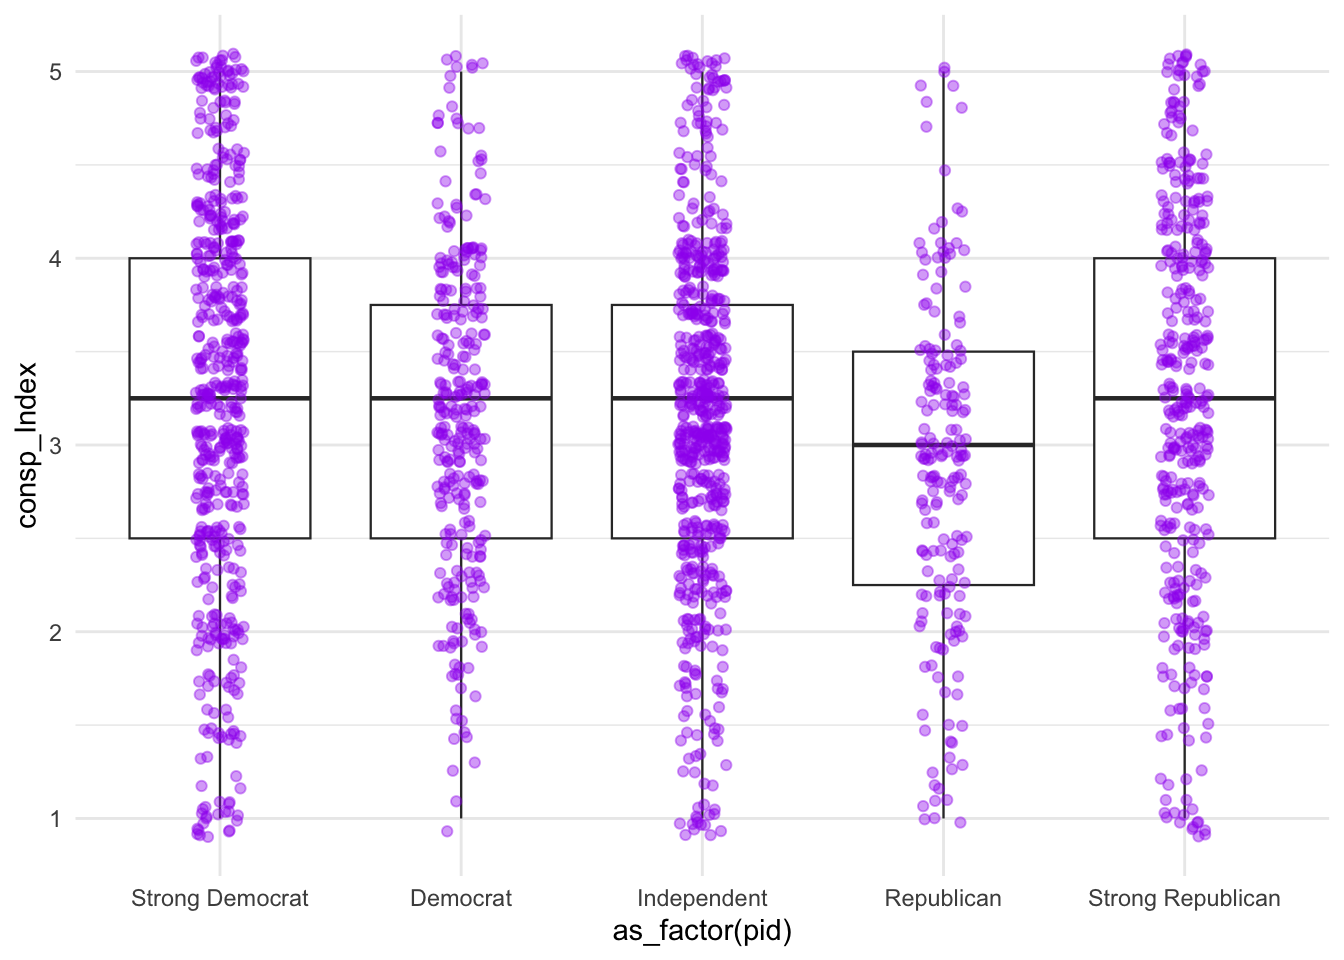 5
4
3
2
1
consp_Index
Strong Democrat Democrat Independent Republican Strong Republican
as_factor(pid)